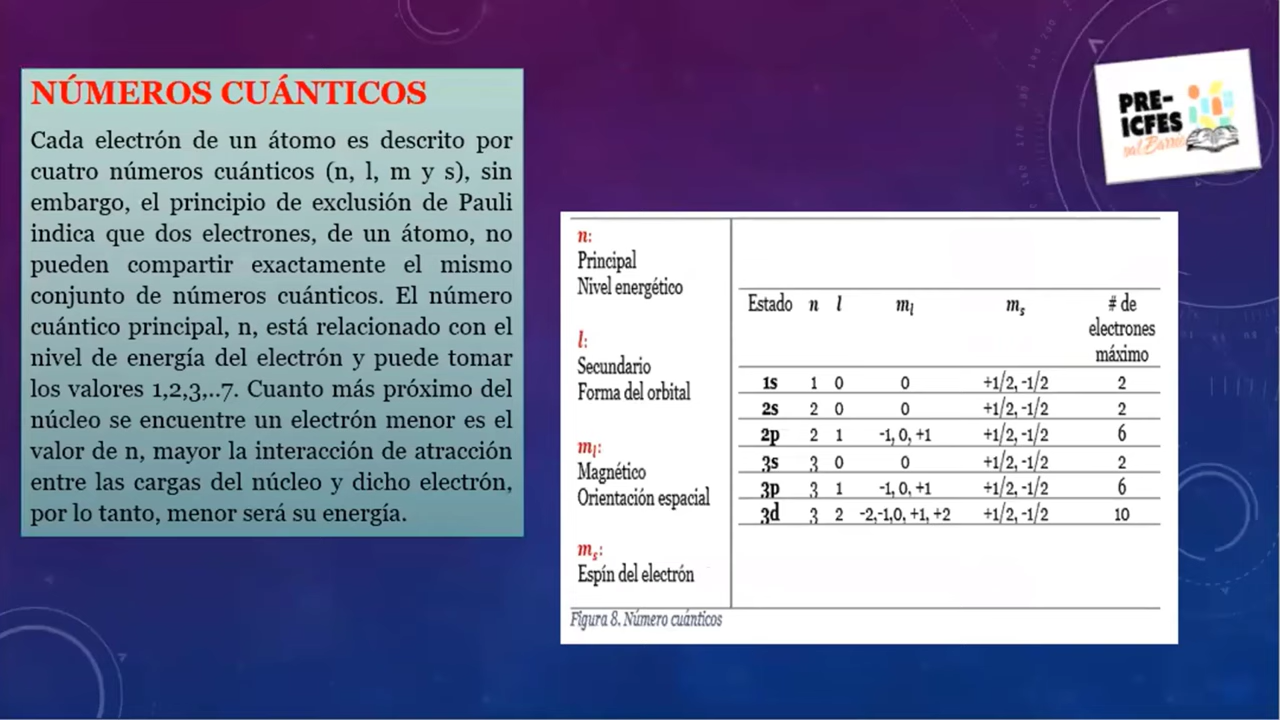 NÚMEROS CUÁNTICOS
Cada electrón de un átomo es descrito por
cuatro números cuánticos (n, l, m y s), sin
embargo, el principio de exclusión de Pauli
indica que dos electrones, de un átomo, no
pueden compartir exactamente el mismo
conjunto de números cuánticos. El número
cuántico principal, n, está relacionado con el
nivel de energía del electrón y puede tomar
los valores 1,2,3,..7. Cuanto más próximo del
núcleo se encuentre un electrón menor es el
valor de n, mayor la interacción de atracción
entre las cargas del núcleo y dicho electrón,
por lo tanto, menor será su energía.
PRE-
ICFES
al Barrio
n:
Principal
Nivel energético
l:
Secundario
Forma del orbital
ml:
Magnético
Orientación espacial
ms:
Espín del electrón
Estado n l ml ms # de
electrones
máximo
1s 1 0 0 +1/2, -1/2 2
2s 2 0 0 +1/2, -1/2 2
2p 2 1 -1, 0, +1 +1/2, -1/2 6
3s 3 0 0 +1/2, -1/2 2
3p 3 1 -1, 0, +1 +1/2, -1/2 6
3d 3 2 -2,-1,0, +1, +2 +1/2, -1/2 10
Figura 8. Número cuánticos